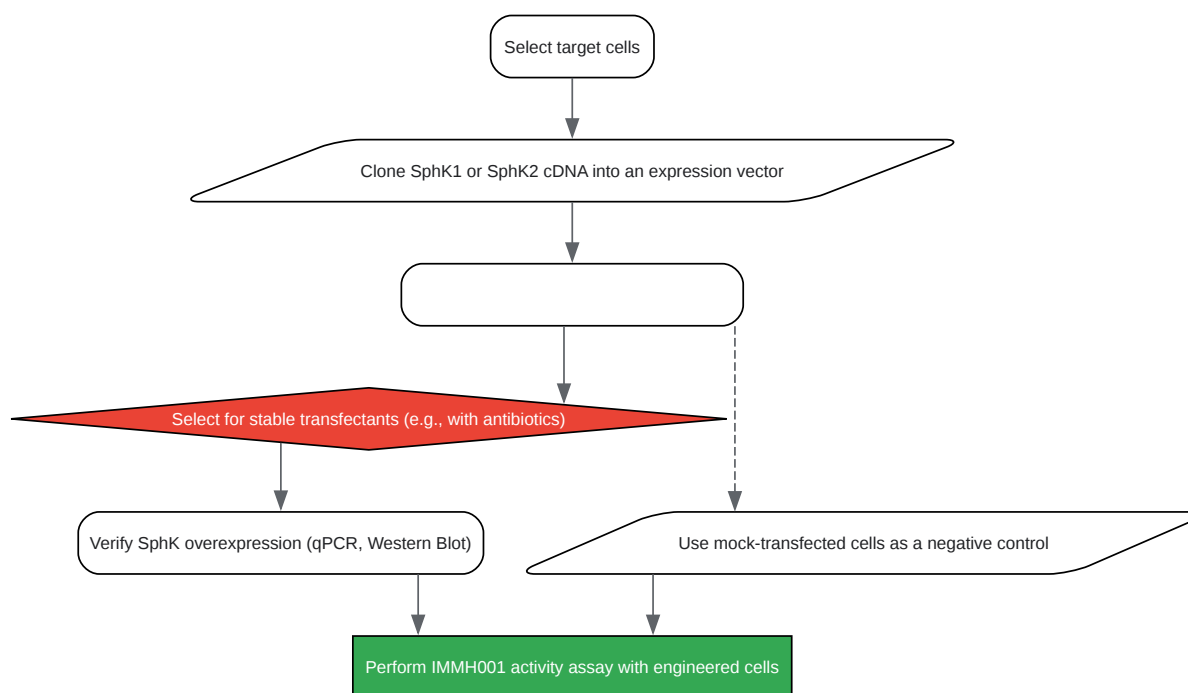 Select target cells
Clone SphK1 or SphK2 cDNA into an expression vector
Select for stable transfectants (e.g., with antibiotics)
Verify SphK overexpression (qPCR, Western Blot)
Use mock-transfected cells as a negative control
Perform IMMH001 activity assay with engineered cells